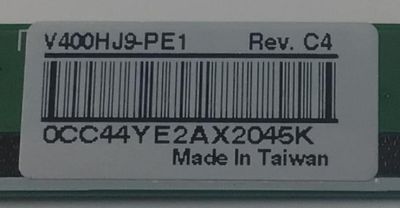 V400HJ9-PE1 Rev. C4
0CC44YE2AX2045K
Made In Taiwan